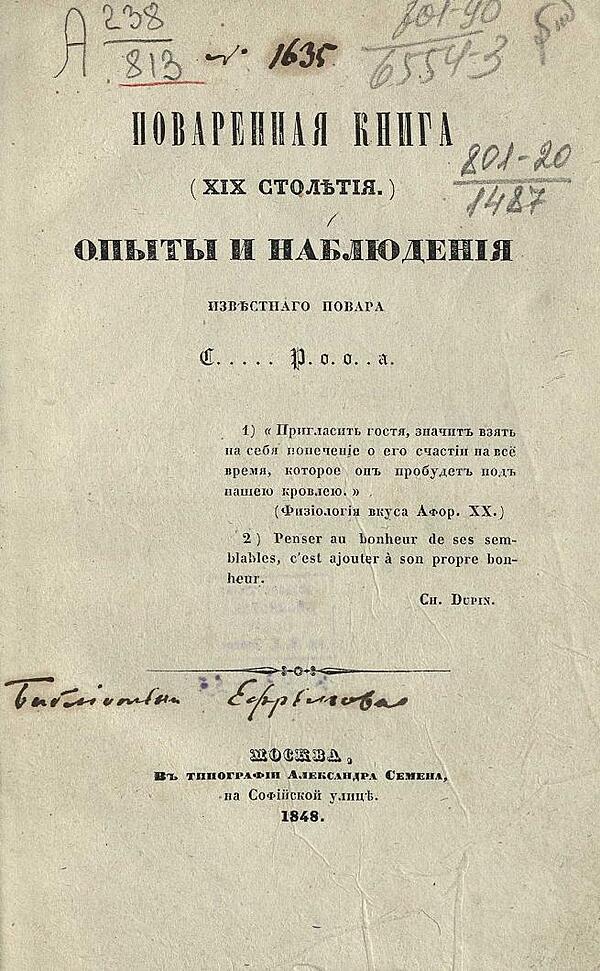 А 238
813
№ 1635
801-90
6554-3
ПОВАРЕННАЯ КНИГА
801-20
1487
(XIX СТОЛѢТІЯ.)
ОПЫТЫ И НАБЛЮДЕНІЯ
ИЗВѢСТНАГО ПОВАРА
С. . . . . Р. о. о. . а.
1) « Пригласить гостя, значитъ взять
на себя попеченіе о его счастіи на всё
время, которое онъ пробудетъ подъ
нашею кровлею. »
(Физіологія вкуса Афор. XX.)
2) Penser au bonheur de ses sem-
blables, c'est ajouter à son propre bon-
heur.
Ch. Dupin.
Библіотеки Ефремова
МОСКВА,
Въ типографіи Александра Семена,
на Софійской улицѣ.
1848.